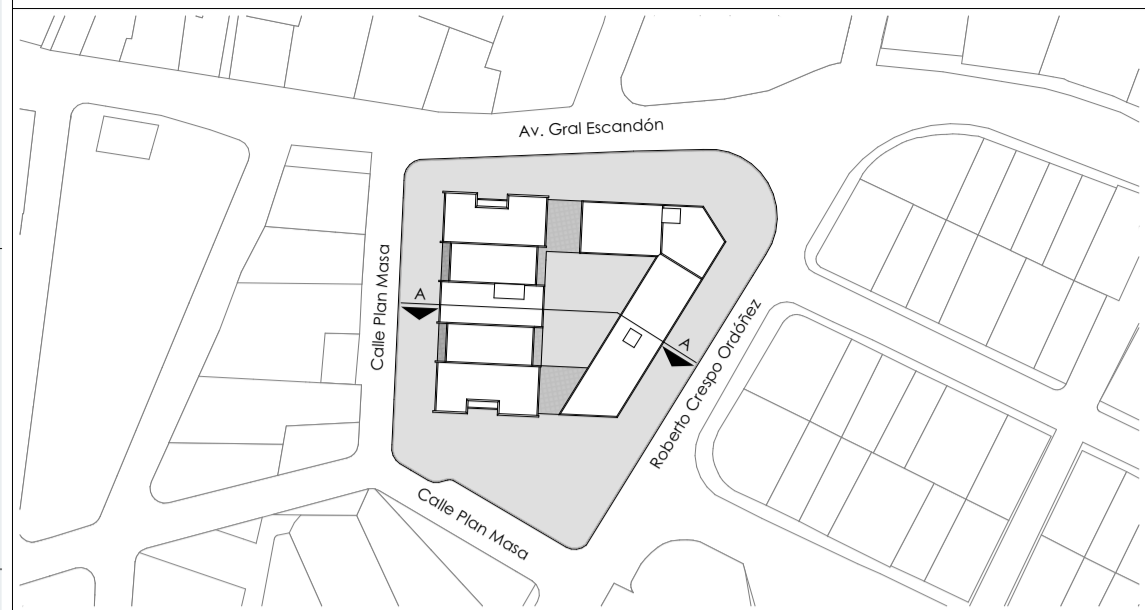 Av. Gral Escandón
Calle Plan Masa
A
A
Roberto Crespo Ordóñez
Calle Plan Masa